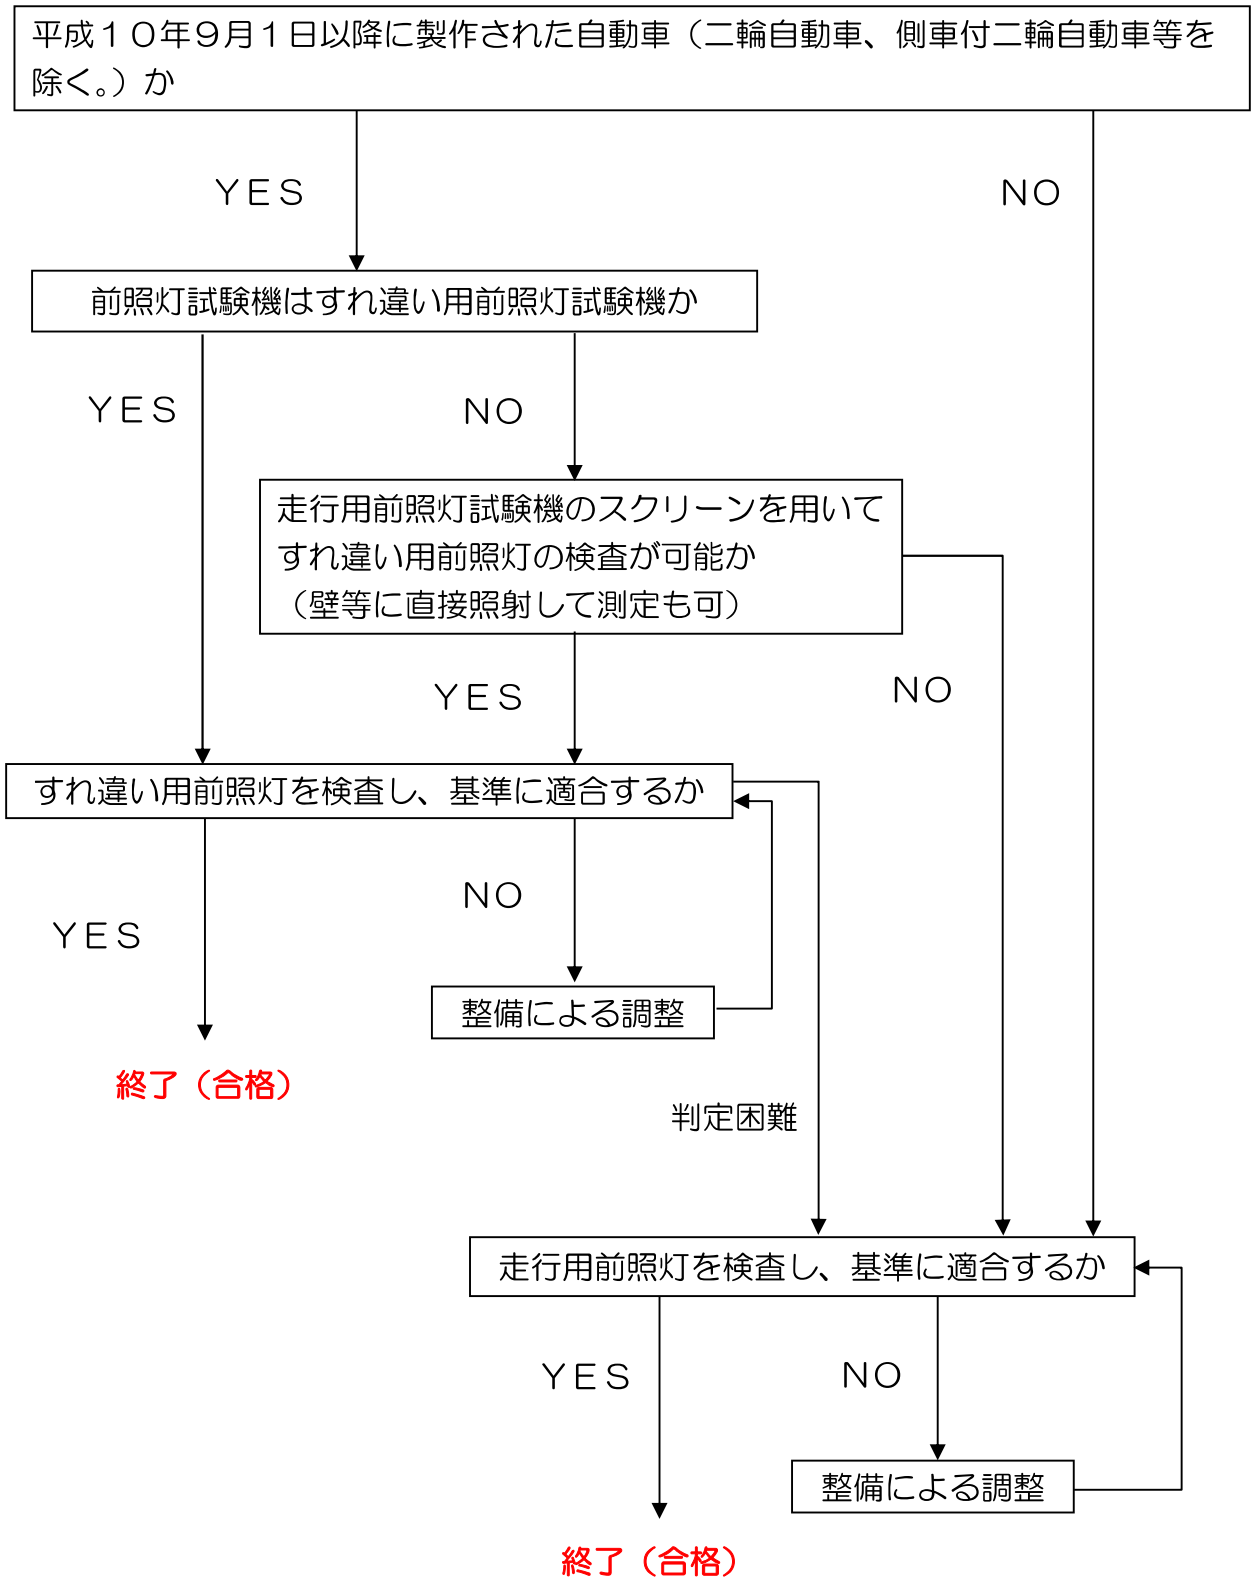 平成１０年９月１日以降に製作された自動車（二輪自動車、側車付二輪自動車等を
除く。）か
ＹＥＳ
ＮＯ
前照灯試験機はすれ違い用前照灯試験機か
ＹＥＳ
ＮＯ
走行用前照灯試験機のスクリーンを用いて
すれ違い用前照灯の検査が可能か
（壁等に直接照射して測定も可）
ＹＥＳ
ＮＯ
すれ違い用前照灯を検査し、基準に適合するか
ＹＥＳ
ＮＯ
整備による調整
終了（合格）
判定困難
走行用前照灯を検査し、基準に適合するか
ＹＥＳ
ＮＯ
整備による調整
終了（合格）